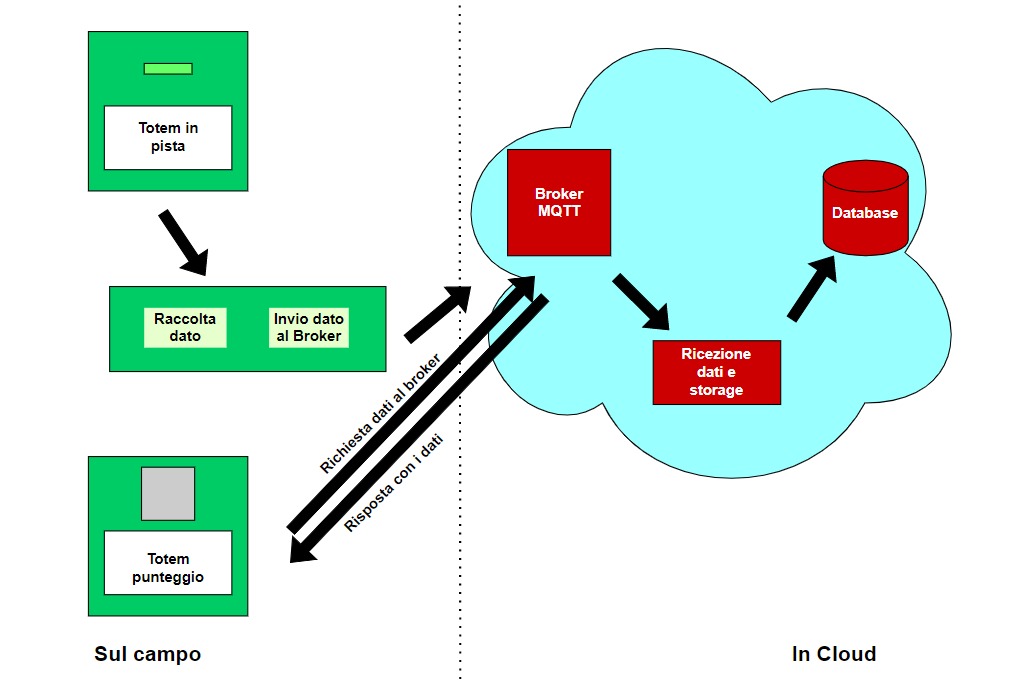 Totem in
pista
Broker
MQTT
Database
Raccolta
dato
Invio dato
al Broker
Ricezione
dati e
storage
Richiesta dati al broker
Risposta con i dati
Totem
punteggio
Sul campo
In Cloud